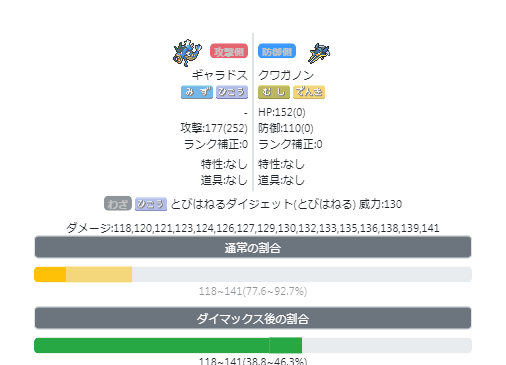 攻撃側 防御側
ギャラドス クワガノン
みず ひこう むし でんき
- HP:152(0)
攻撃:177(252) 防御:110(0)
ランク補正:0 ランク補正:0
特性:なし 特性:なし
道具:なし 道具:なし
わざ ひこう とびはねるダイジェット(とびはねる) 威力:130
ダメージ:118,120,121,123,124,126,127,129,130,132,133,135,136,138,139,141
通常の割合
118~141(77.6~92.7%)
ダイマックス後の割合
118~141(38.8~46.3%)